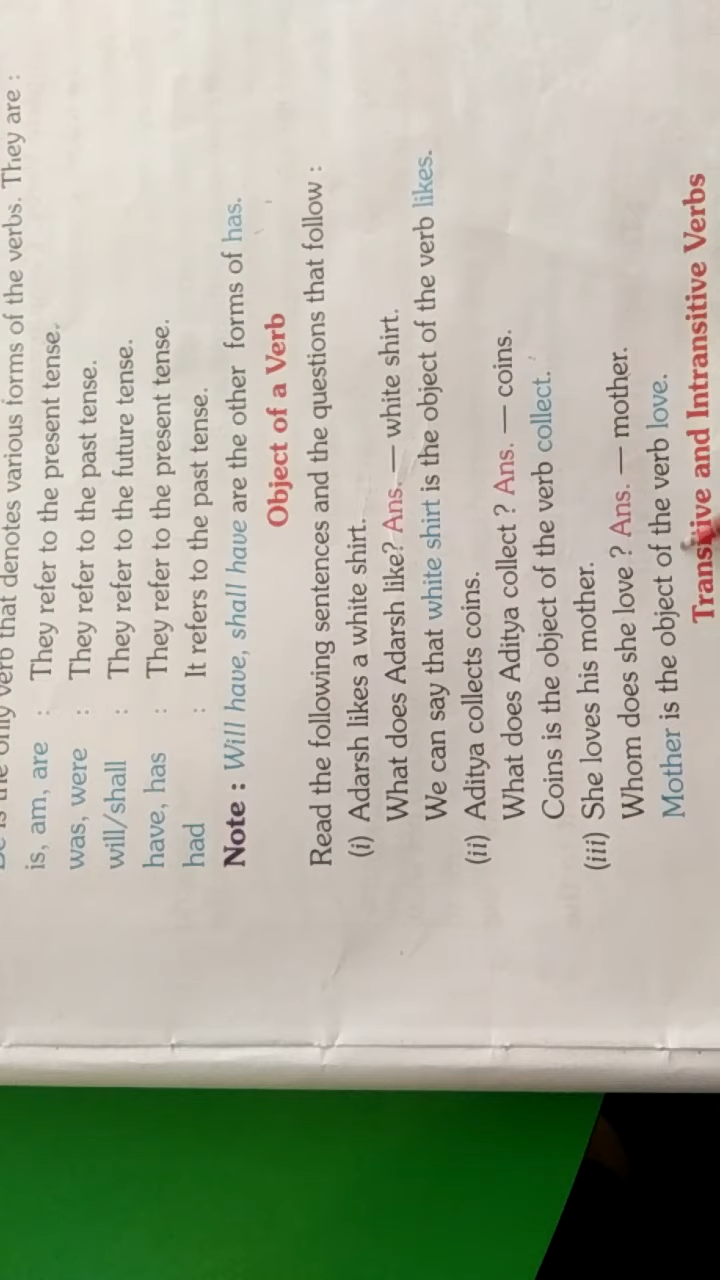 is the only verb that denotes various forms of the verbs. They are :
is, am, are : They refer to the present tense.
was, were : They refer to the past tense.
will/shall : They refer to the future tense.
have, has : They refer to the present tense.
had : It refers to the past tense.
Note : Will have, shall have are the other forms of has.
Object of a Verb
Read the following sentences and the questions that follow :
(i) Adarsh likes a white shirt.
What does Adarsh like? Ans. — white shirt.
We can say that white shirt is the object of the verb likes.
(ii) Aditya collects coins.
What does Aditya collect ? Ans. — coins.
Coins is the object of the verb collect.
(iii) She loves his mother.
Whom does she love ? Ans. — mother.
Mother is the object of the verb love.
Transitive and Intransitive Verbs